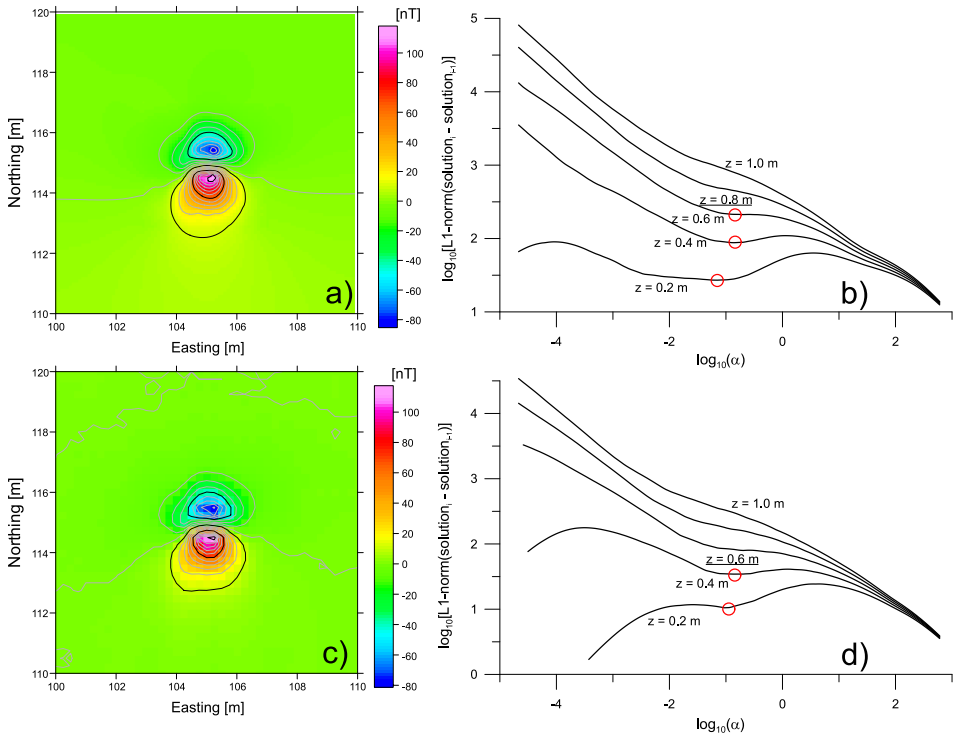 [nT]
120
118
116
114
112
110
100
102
104
106
108
110
Northing [m]
Easting [m]
100
80
60
40
20
0
-20
-40
-60
-80
a)
5
4
3
2
1
log10[L1-norm(solutioni - solutioni-1)]
z = 1.0 m
z = 0.8 m
z = 0.6 m
z = 0.4 m
z = 0.2 m
b)
-4
-2
0
2
log10(α)
[nT]
120
118
116
114
112
110
100
102
104
106
108
110
Northing [m]
Easting [m]
100
80
60
40
20
0
-20
-40
-60
-80
c)
4
3
2
1
0
log10[L1-norm(solutioni - solutioni-1)]
z = 1.0 m
z = 0.6 m
z = 0.4 m
z = 0.2 m
d)
-4
-2
0
2
log10(α)